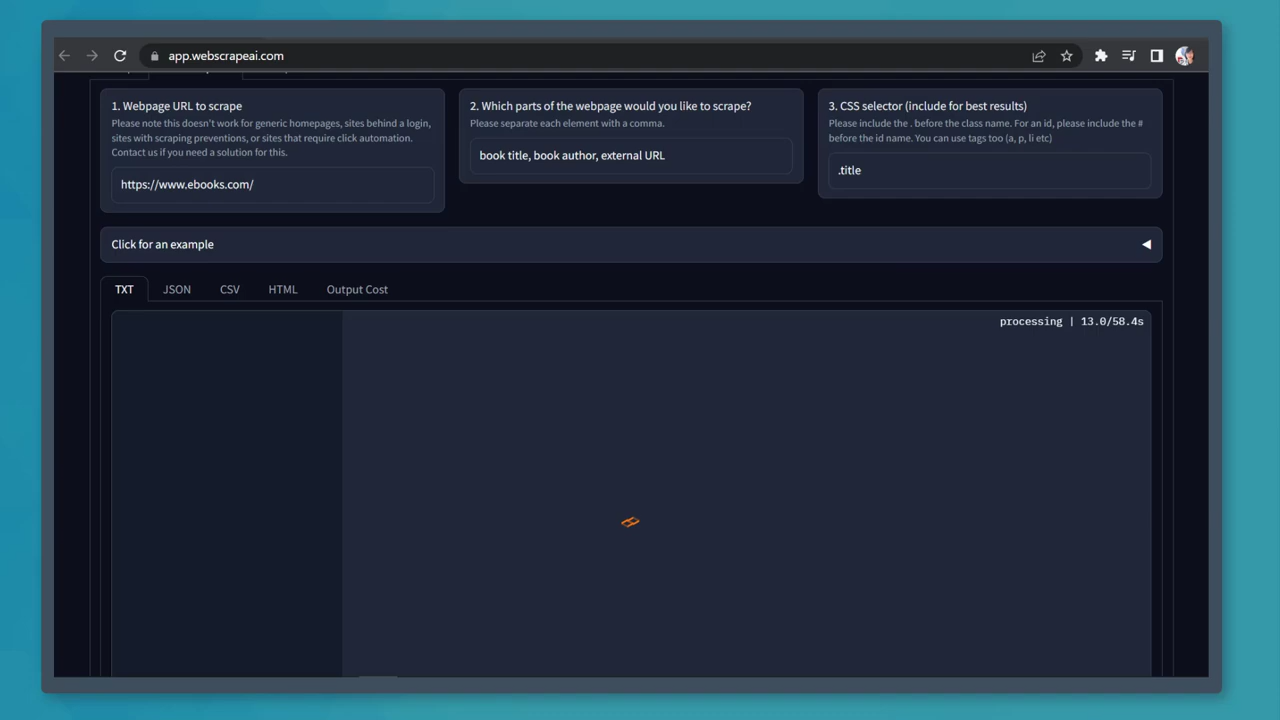 app.webscrapeai.com
1. Webpage URL to scrape
Please note this doesn't work for generic homepages, sites behind a login,
sites with scraping preventions, or sites that require click automation.
Contact us if you need a solution for this.
https://www.ebooks.com/
2. Which parts of the webpage would you like to scrape?
Please separate each element with a comma.
book title, book author, external URL
3. CSS selector (include for best results)
Please include the . before the class name. For an id, please include the #
before the id name. You can use tags too (a, p, li etc)
.title
Click for an example
TXT JSON CSV HTML Output Cost
processing | 13.0/58.4s